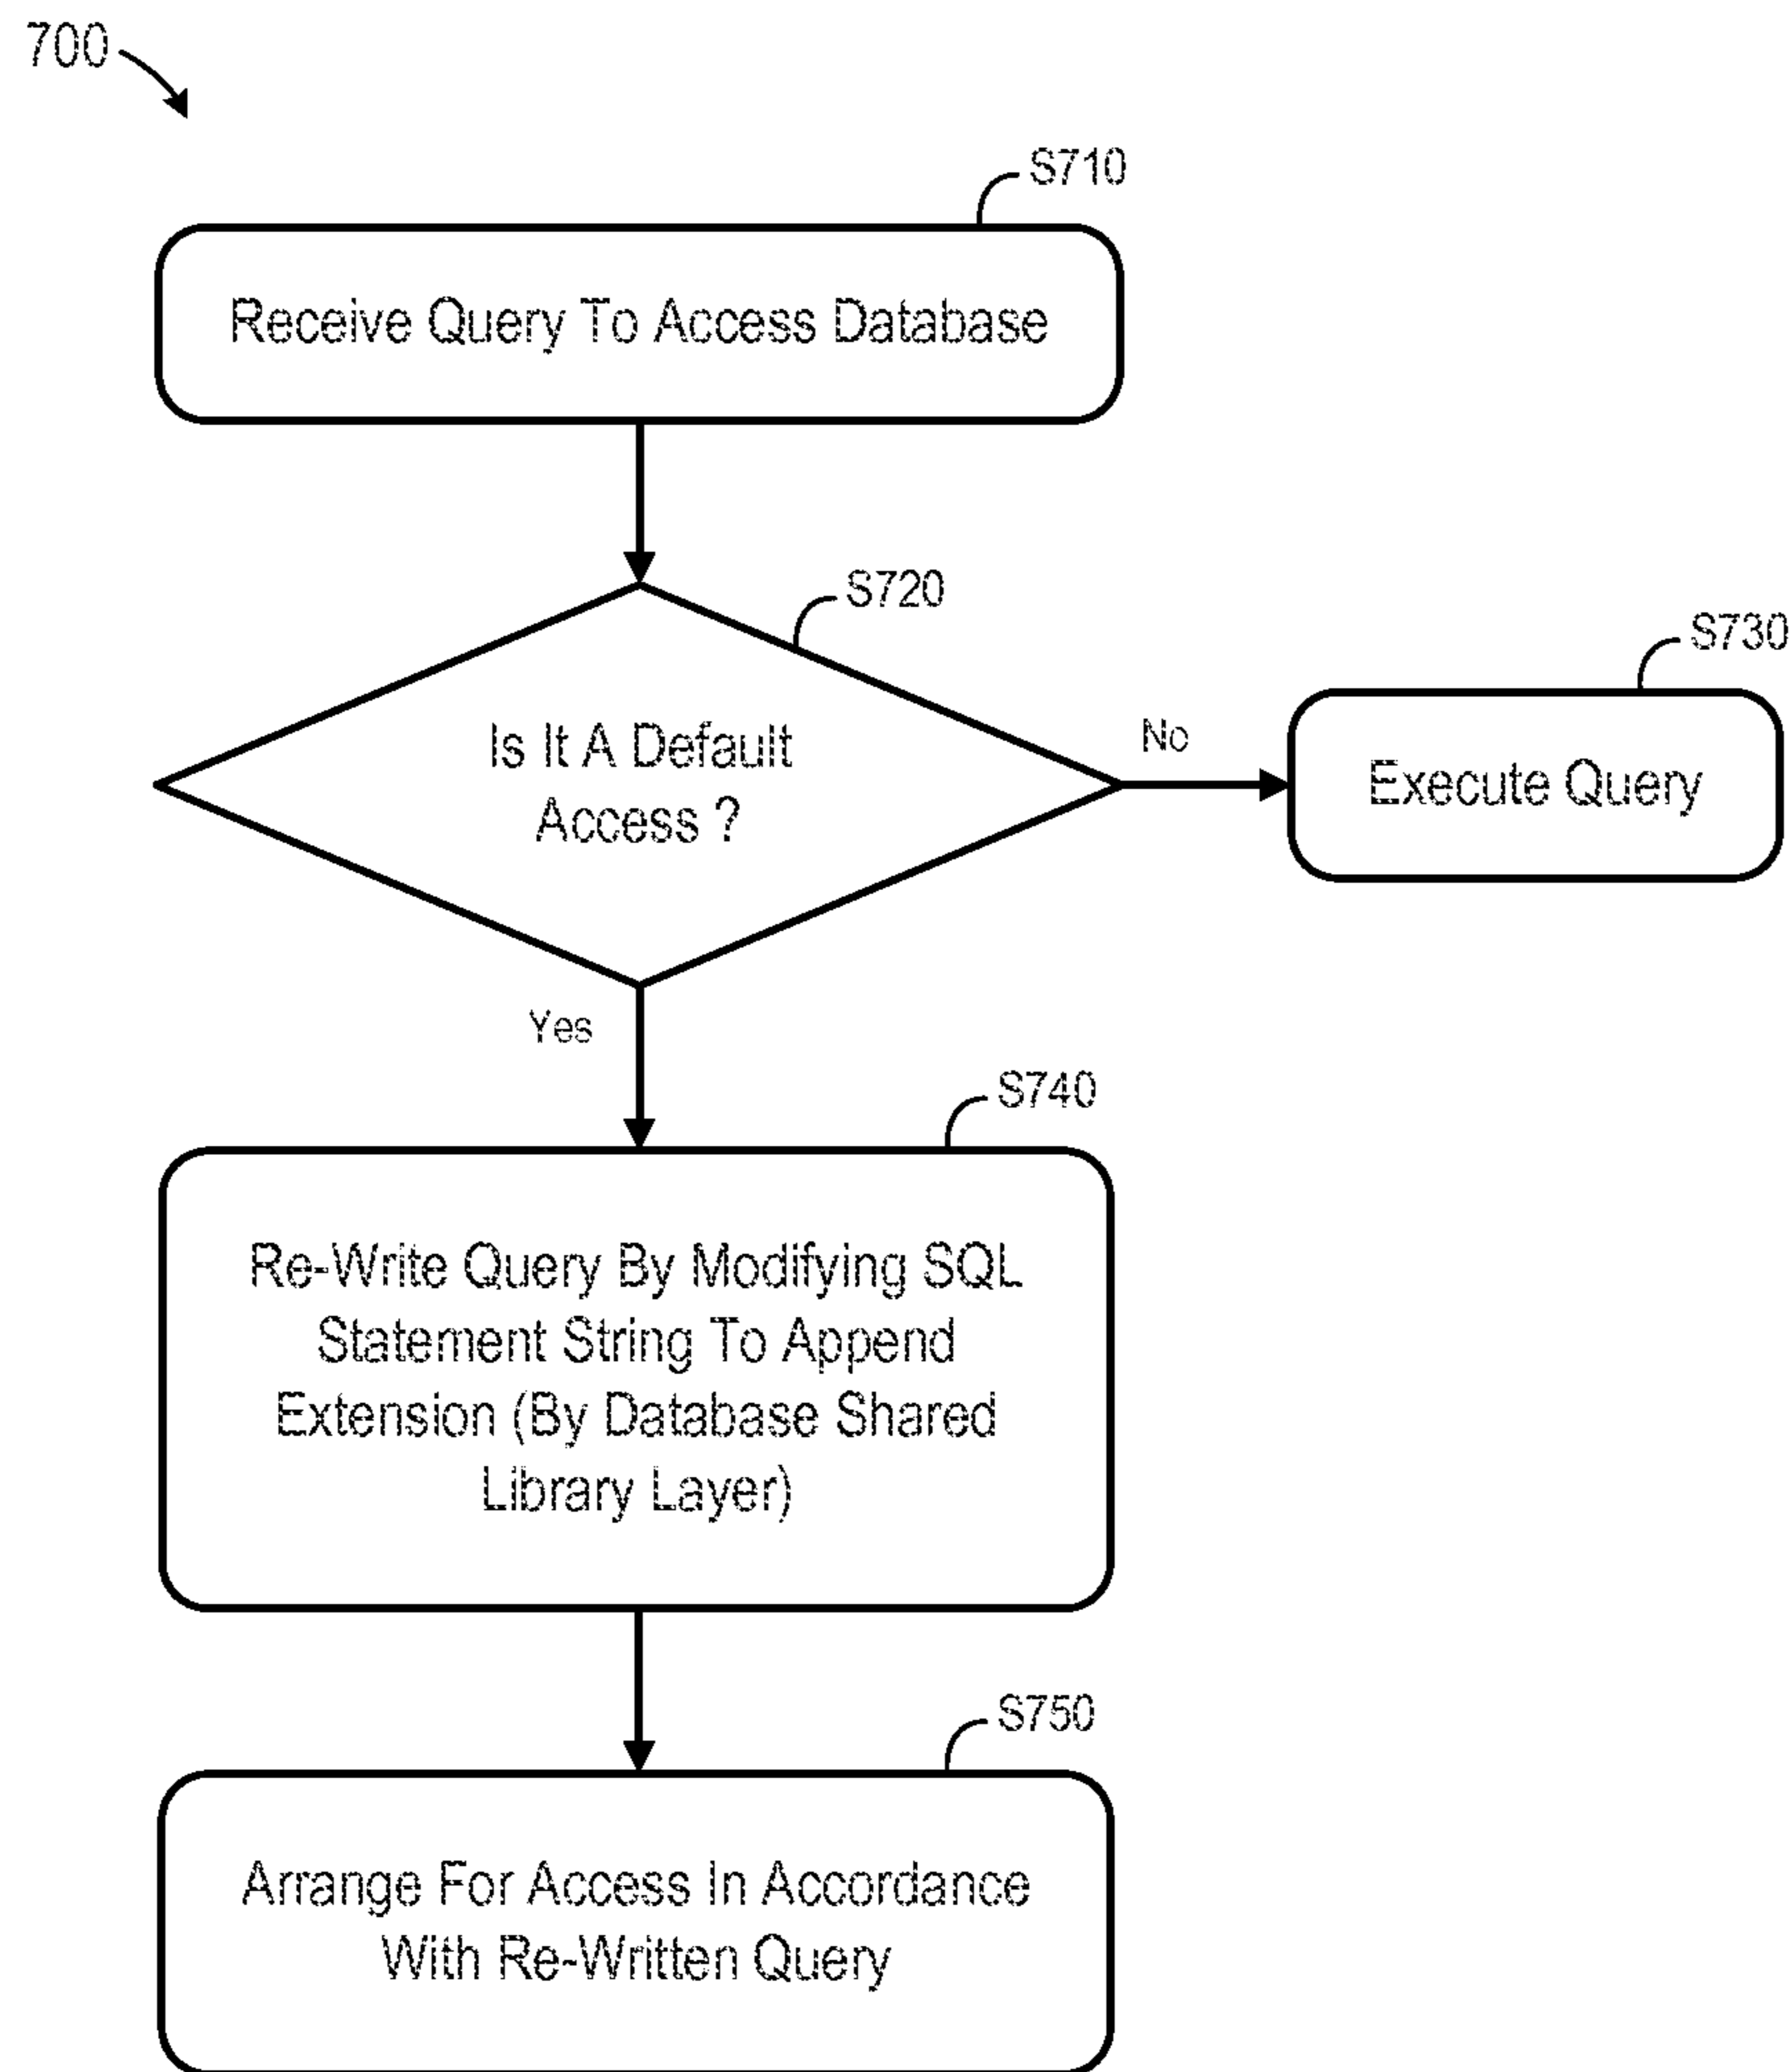 700
S710
Receive Query To Access Database
S720
Is It A Default
Access ?
No
S730
Execute Query
Yes
S740
Re-Write Query By Modifying SQL
Statement String To Append
Extension (By Database Shared
Library Layer)
S750
Arrange For Access In Accordance
With Re-Written Query